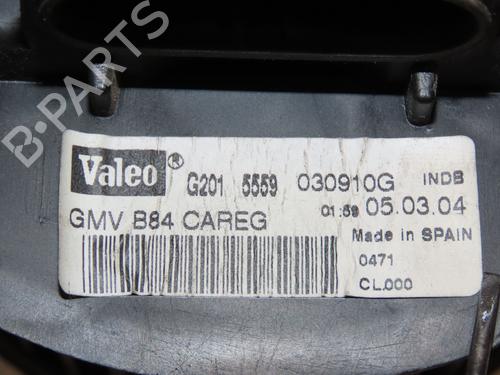 B-PARTS
Valeo® G201 5559 030910G INDB
GMV B84 CAREG 01:59 05.03.04
Made in SPAIN
0471
CL.000